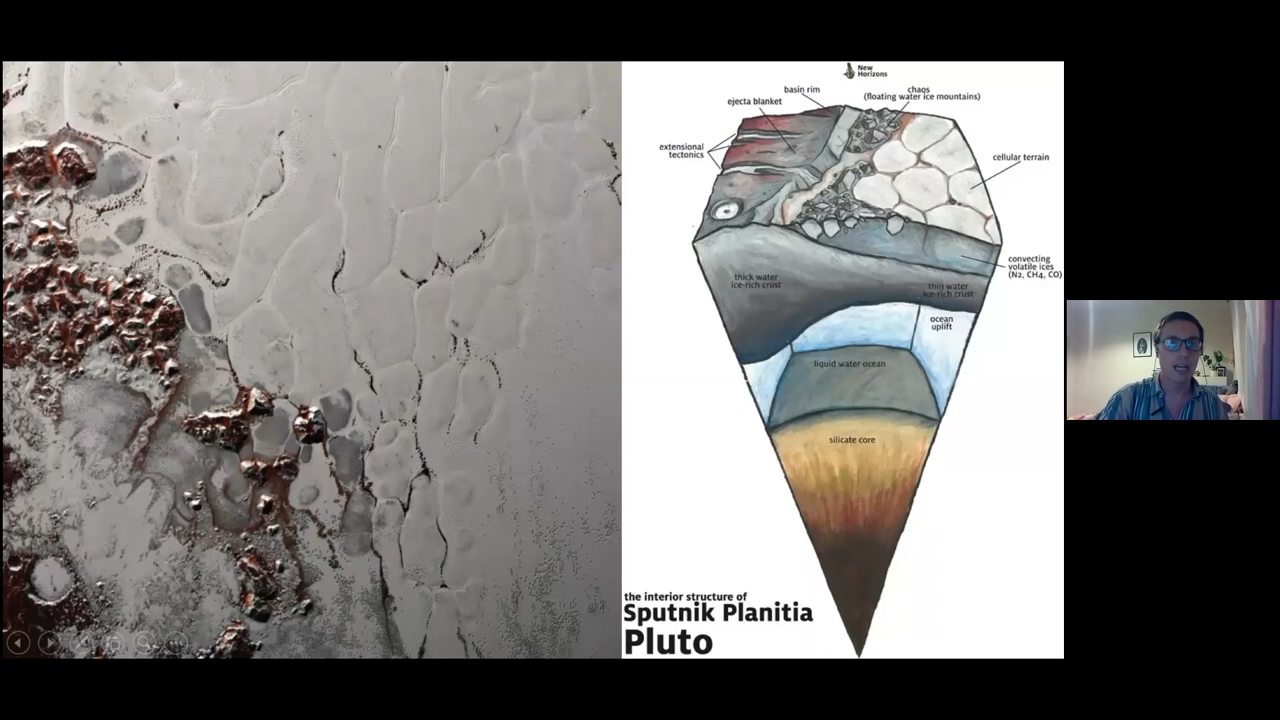 New
Horizons
basin rim
chaos
(floating water ice mountains)
ejecta blanket
extensional
tectonics
cellular terrain
convecting
volatile ices
(N2, CH4, CO)
thick water
ice-rich crust
thin water
ice-rich crust
ocean
uplift
liquid water ocean
silicate core
the interior structure of
Sputnik Planitia
Pluto